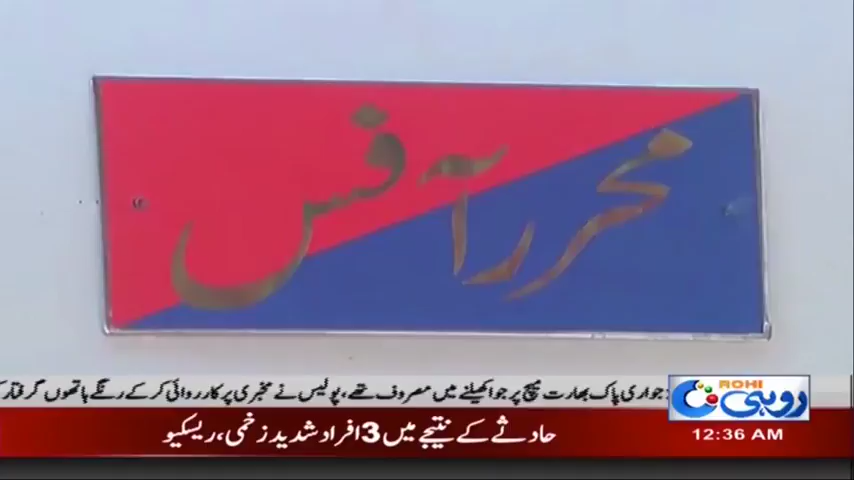 محرر آفس
: جواری پاک بھارت میچ پر جوا کھیلنے میں مصروف تھے، پولیس نے مخبری پر کارروائی کر کے رنگے ہاتھوں گرفتار ک
ROHI
روہی
حادثے کے نتیجے میں 3 افراد شدید زخمی، ریسکیو
12:36 AM